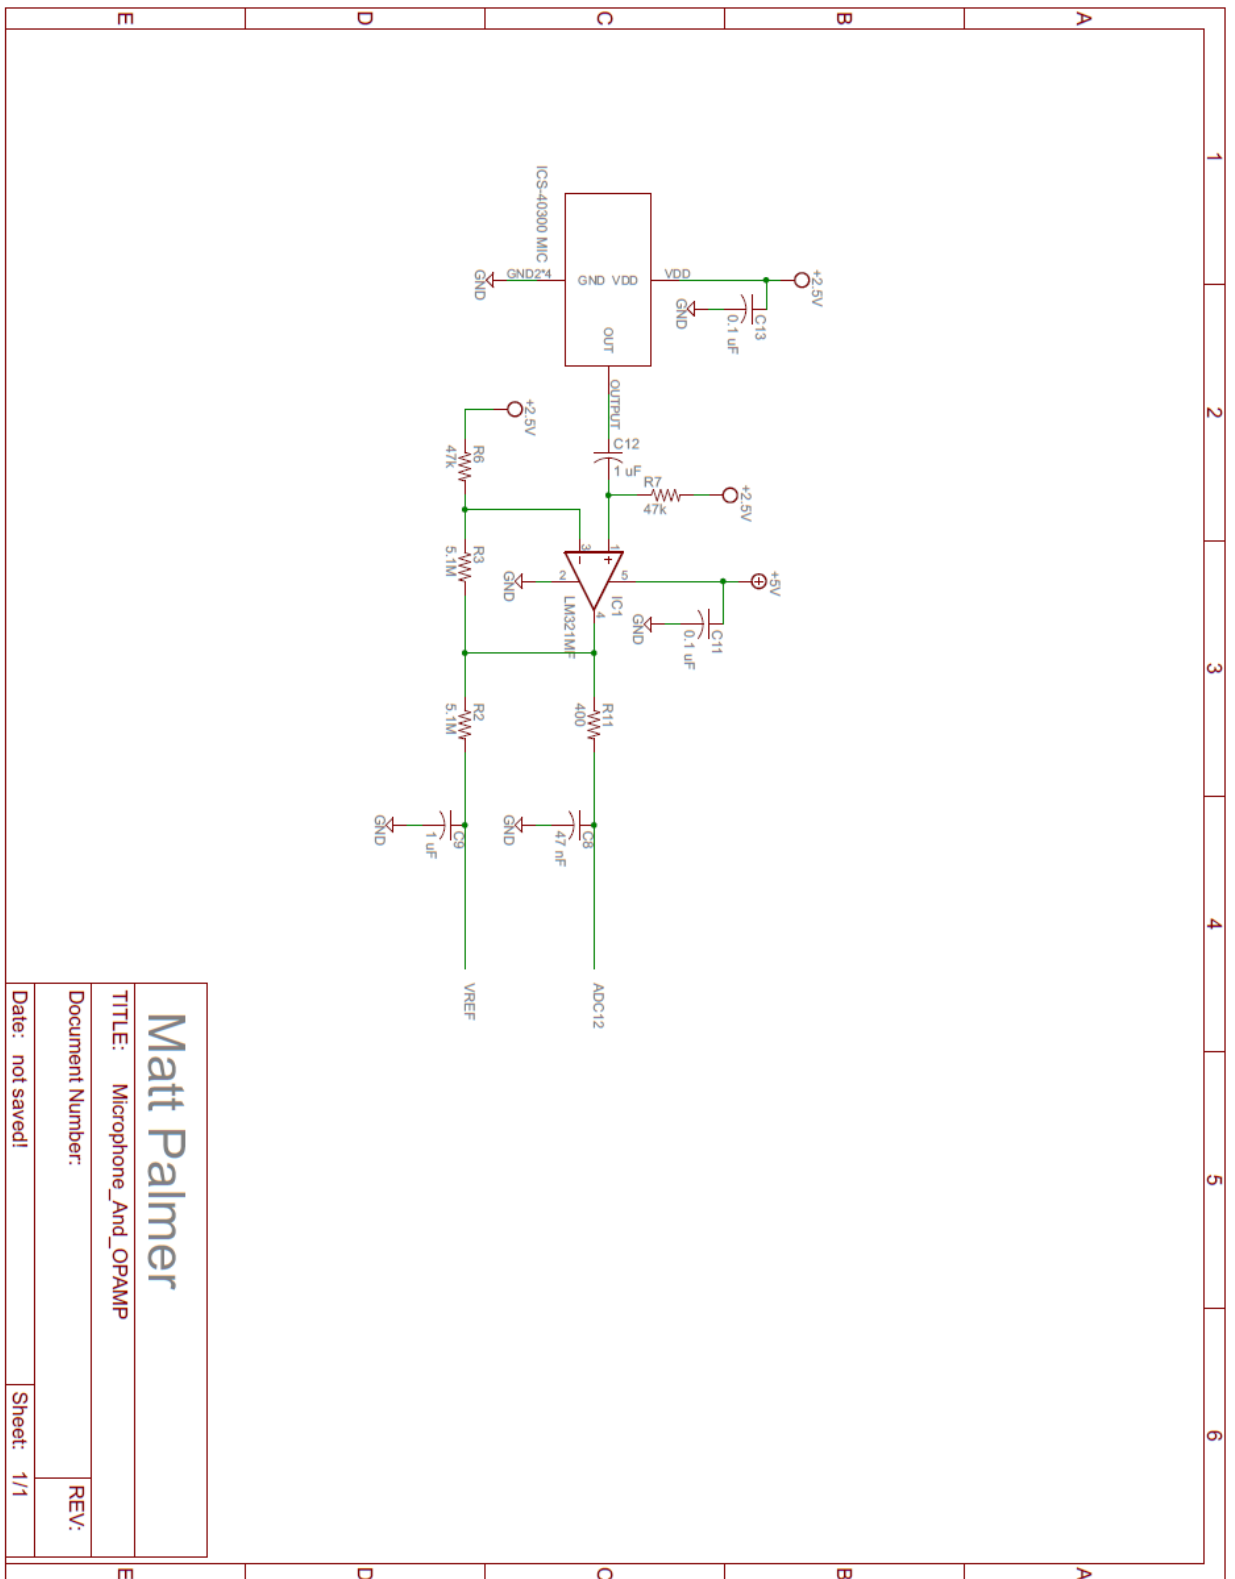 E
D
C
B
A
1
2
3
4
5
6
ICS-40300 MIC
GND VDD
OUT
GND2*4
GND
VDD
+2.5V
C13
0.1 uF
GND
OUTPUT
C12
1 uF
R7
47k
+2.5V
+2.5V
R6
47k
R3
5.1M
3
1
-
+
2
5
4
IC1
LM321MF
GND
+5V
C11
0.1 uF
GND
R2
5.1M
R11
400
C9
1 uF
GND
C8
47 nF
GND
VREF
ADC12
Matt Palmer
TITLE: Microphone_And_OPAMP
Document Number:
REV:
Date: not saved!
Sheet: 1/1
E
D
C
B
A